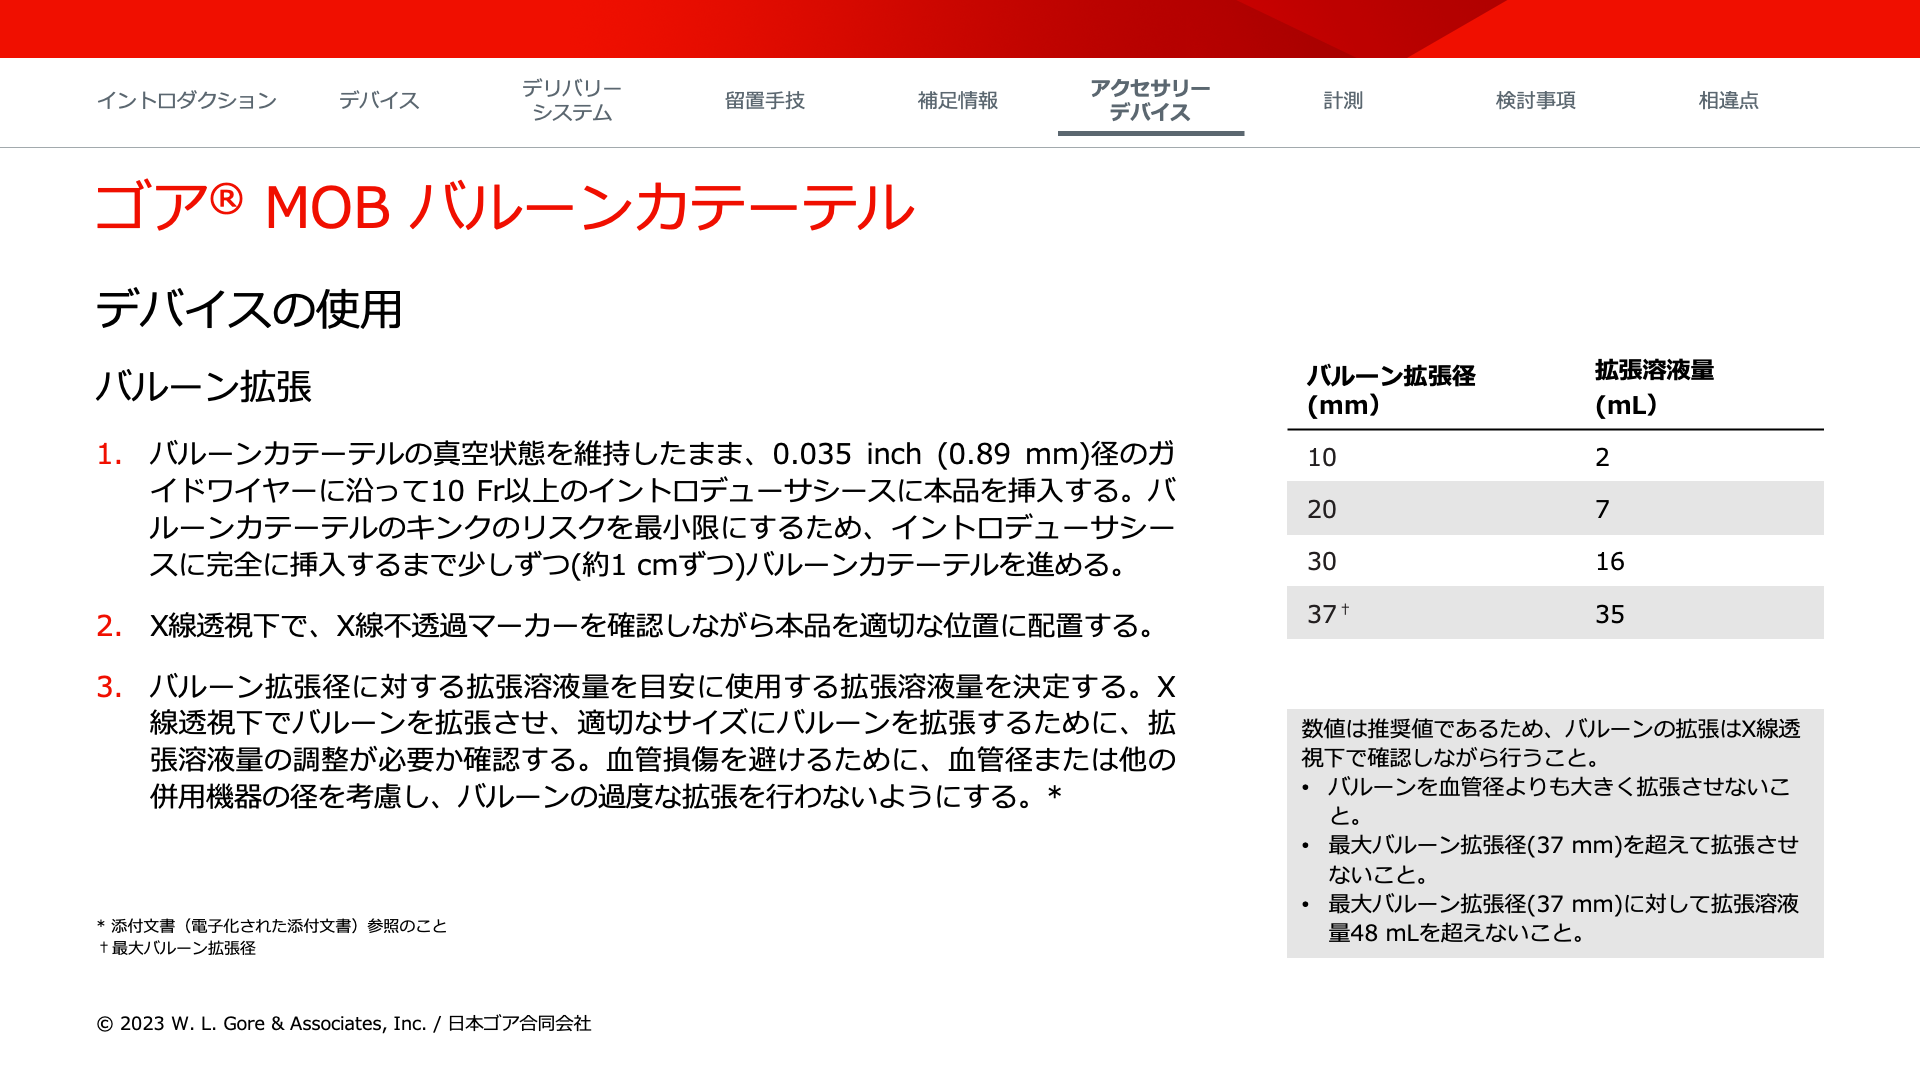 イントロダクション
デバイス
デリバリー
システム
留置手技
補足情報
アクセサリー
デバイス
計測
検討事項
相違点
ゴア® MOB バルーンカテーテル
デバイスの使用
バルーン拡張
1. バルーンカテーテルの真空状態を維持したまま、0.035 inch (0.89 mm)径のガ
イドワイヤーに沿って10 Fr以上のイントロデューサシースに本品を挿入する。バ
ルーンカテーテルのキンクのリスクを最小限にするため、イントロデューサシー
スに完全に挿入するまで少しずつ(約1 cmずつ)バルーンカテーテルを進める。
2. X線透視下で、X線不透過マーカーを確認しながら本品を適切な位置に配置する。
3. バルーン拡張径に対する拡張溶液量を目安に使用する拡張溶液量を決定する。X
線透視下でバルーンを拡張させ、適切なサイズにバルーンを拡張するために、拡
張溶液量の調整が必要か確認する。血管損傷を避けるために、血管径または他の
併用機器の径を考慮し、バルーンの過度な拡張を行わないようにする。*
* 添付文書（電子化された添付文書）参照のこと
†最大バルーン拡張径
バルーン拡張径
(mm）
拡張溶液量
(mL）
10 2
20 7
30 16
37† 35
数値は推奨値であるため、バルーンの拡張はX線透
視下で確認しながら行うこと。
• バルーンを血管径よりも大きく拡張させないこ
と。
• 最大バルーン拡張径(37 mm)を超えて拡張させ
ないこと。
• 最大バルーン拡張径(37 mm)に対して拡張溶液
量48 mLを超えないこと。
© 2023 W. L. Gore & Associates, Inc. / 日本ゴア合同会社